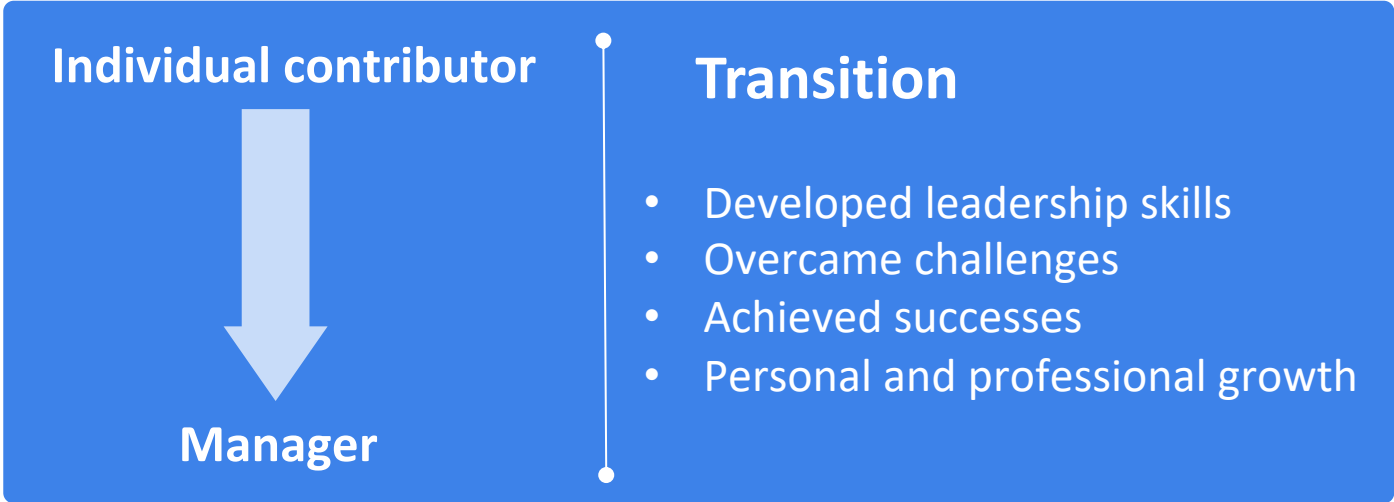 Individual contributor
Manager
Transition
• Developed leadership skills
• Overcame challenges
• Achieved successes
• Personal and professional growth